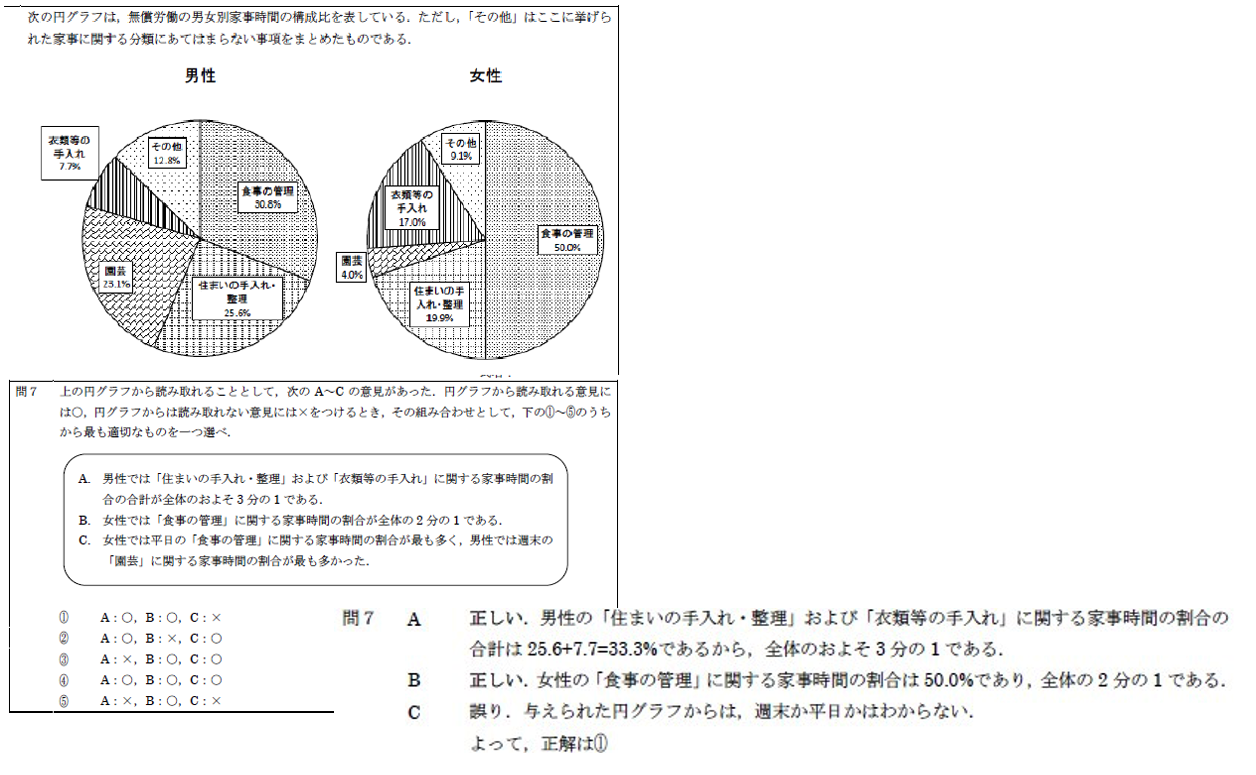 次の円グラフは，無償労働の男女別家事時間の構成比を表している．ただし，「その他」はここに挙げら
れた家事に関する分類にあてはまらない事項をまとめたものである．
男性
女性
衣類等の
手入れ
7.7%
その他
12.8%
食事の管理
30.8%
園芸
23.1%
住まいの手入れ・
整理
25.6%
その他
9.1%
衣類等の
手入れ
17.0%
食事の管理
50.0%
園芸
4.0%
住まいの手
入れ・整理
19.9%
問７ 上の円グラフから読み取れることとして，次の A～C の意見があった．円グラフから読み取れる意見に
は○，円グラフからは読み取れない意見には×をつけるとき，その組み合わせとして，下の①～⑤のうち
から最も適切なものを一つ選べ．
A. 男性では「住まいの手入れ・整理」および「衣類等の手入れ」に関する家事時間の割
合の合計が全体のおよそ 3 分の 1 である．
B. 女性では「食事の管理」に関する家事時間の割合が全体の 2 分の 1 である．
C. 女性では平日の「食事の管理」に関する家事時間の割合が最も多く，男性では週末の
「園芸」に関する家事時間の割合が最も多かった．
① A：○，B：○，C：×
② A：○，B：×，C：○
③ A：×，B：○，C：○
④ A：○，B：○，C：○
⑤ A：×，B：○，C：×
問７ A 正しい．男性の「住まいの手入れ・整理」および「衣類等の手入れ」に関する家事時間の割合の
合計は 25.6+7.7=33.3%であるから，全体のおよそ 3 分の 1 である．
B 正しい．女性の「食事の管理」に関する家事時間の割合は 50.0%であり，全体の 2 分の 1 である．
C 誤り．与えられた円グラフからは，週末か平日かはわからない．
よって，正解は①